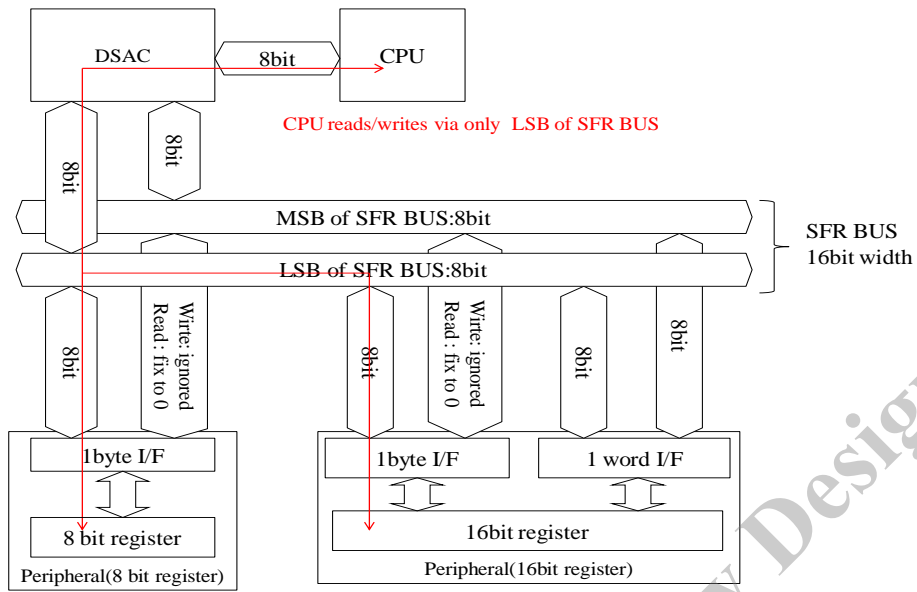 DSAC
8bit
CPU
CPU reads/writes via only LSB of SFR BUS
8bit
8bit
MSB of SFR BUS:8bit
LSB of SFR BUS:8bit
SFR BUS
16bit width
8bit
Wirte: ignored
Read : fix to 0
8bit
Wirte: ignored
Read : fix to 0
8bit
8bit
1byte I/F
8 bit register
Peripheral(8 bit register)
1byte I/F
1 word I/F
16bit register
Peripheral(16bit register)
Design